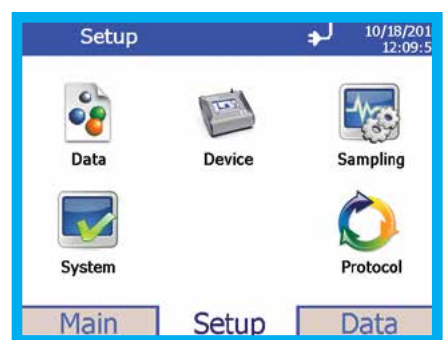 Setup
10/18/201
12:09:5
Data Device Sampling
System Protocol
Main Setup Data